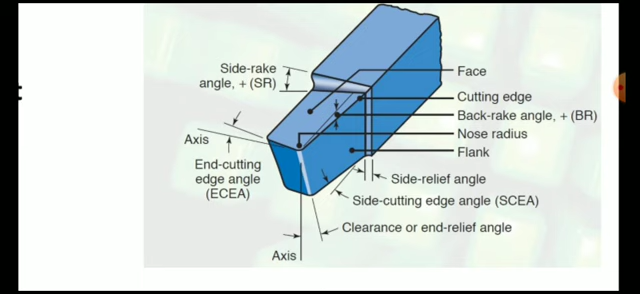 Side-rake
angle, + (SR)
Face
Cutting edge
Back-rake angle, + (BR)
Nose radius
Flank
Axis
End-cutting
edge angle
(ECEA)
Side-relief angle
Side-cutting edge angle (SCEA)
Clearance or end-relief angle
Axis